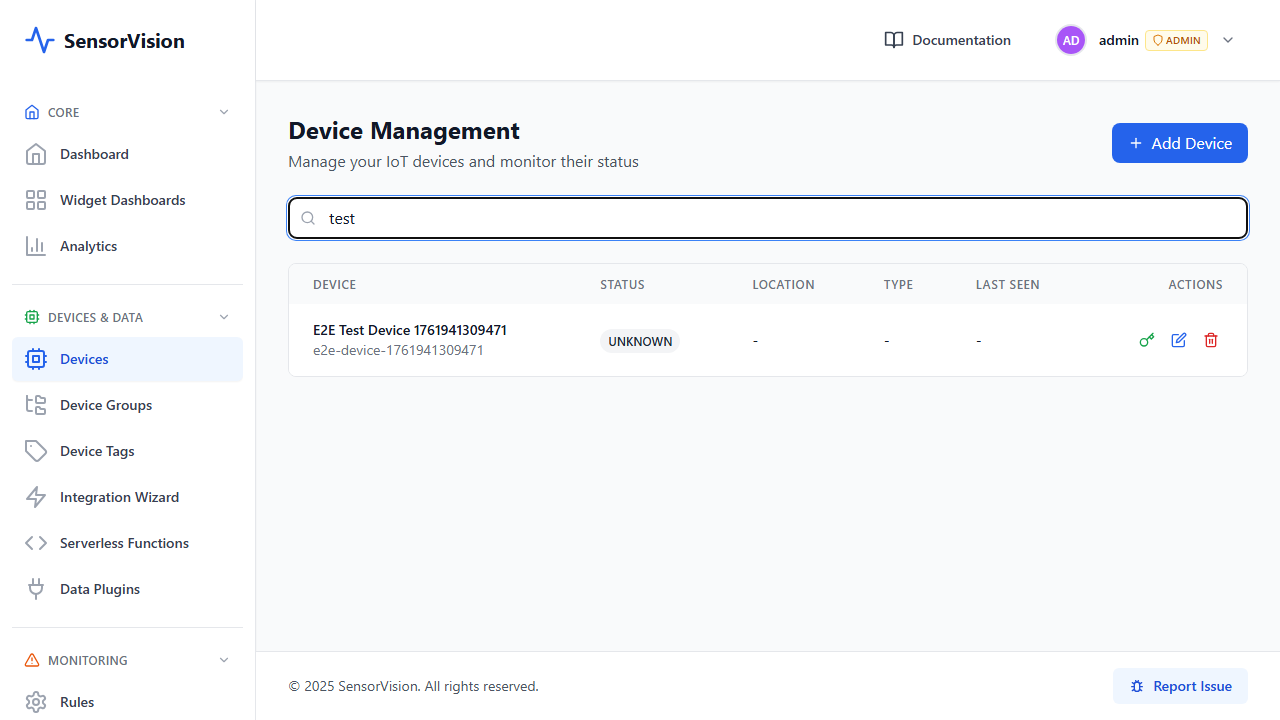 SensorVision
Documentation
AD
admin
ADMIN
CORE
Dashboard
Widget Dashboards
Analytics
DEVICES & DATA
Devices
Device Groups
Device Tags
Integration Wizard
Serverless Functions
Data Plugins
MONITORING
Rules
Device Management
Manage your IoT devices and monitor their status
Add Device
test
DEVICE STATUS LOCATION TYPE LAST SEEN ACTIONS
E2E Test Device 1761941309471
e2e-device-1761941309471
UNKNOWN - - -
© 2025 SensorVision. All rights reserved.
Report Issue